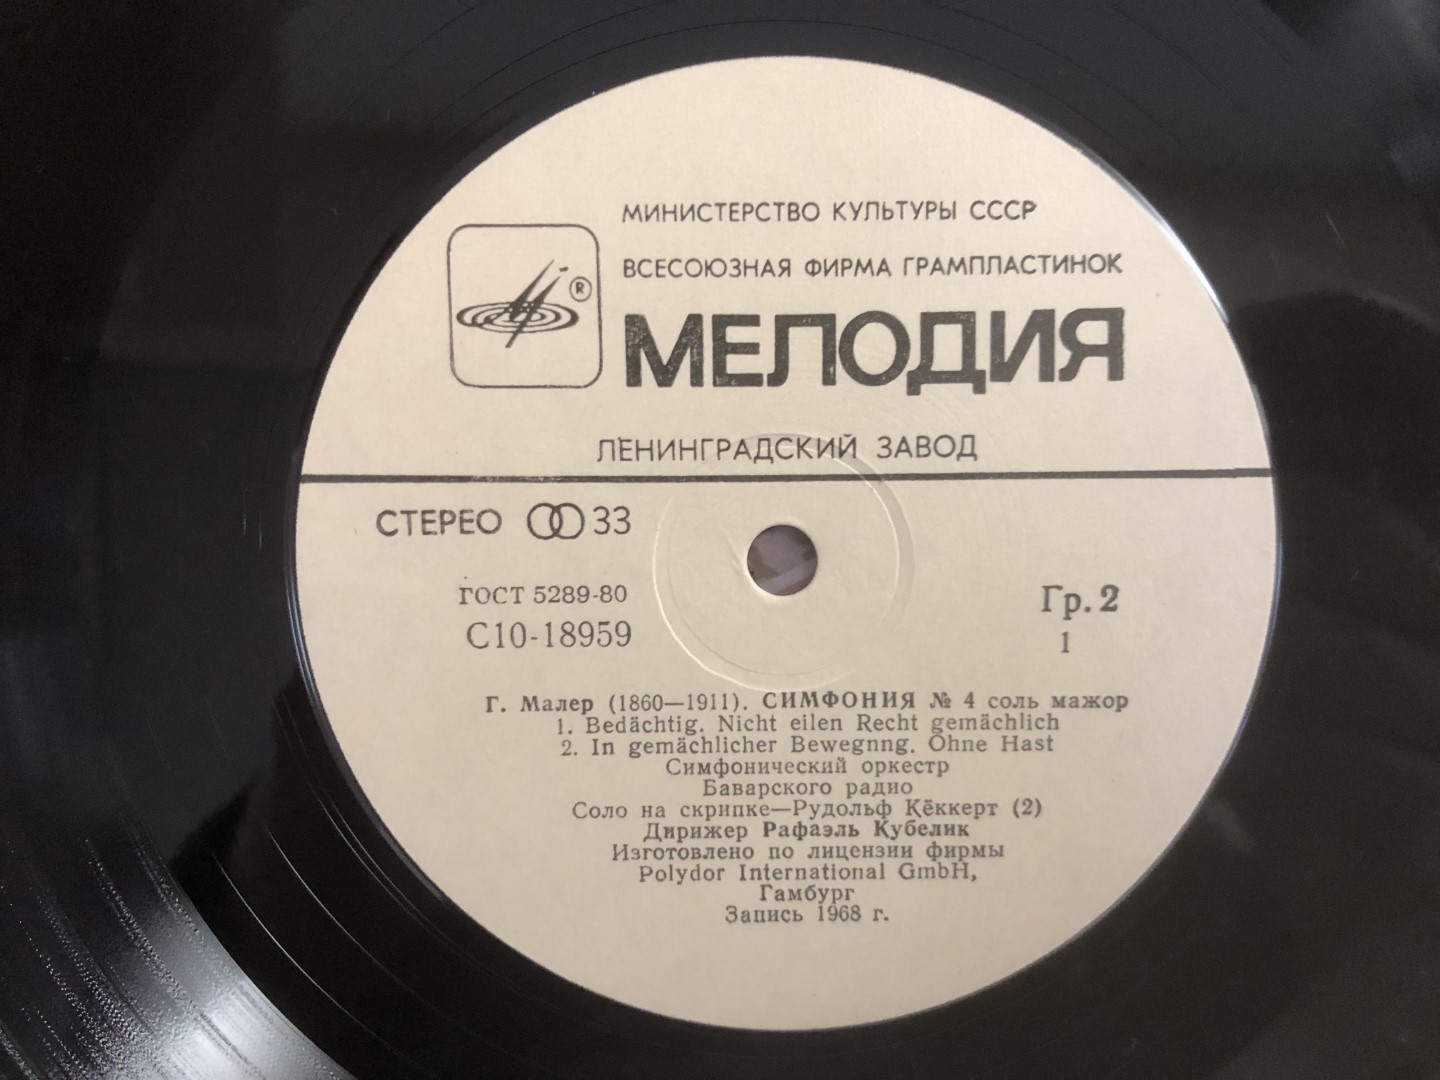 МИНИСТЕРСТВО КУЛЬТУРЫ СССР
ВСЕСОЮЗНАЯ ФИРМА ГРАМПЛАСТИНОК
®
МЕЛОДИЯ
ЛЕНИНГРАДСКИЙ ЗАВОД
СТЕРЕО 33
ГОСТ 5289-80
С10-18959
Гр. 2
1
Г. Малер (1860—1911). СИМФОНИЯ № 4 соль мажор
1. Bedächtig. Nicht eilen Recht gemächlich
2. In gemächlicher Bewegnng. Ohne Hast
Симфонический оркестр
Баварского радио
Соло на скрипке—Рудольф Кёккерт (2)
Дирижер Рафаэль Кубелик
Изготовлено по лицензии фирмы
Polydor International GmbH,
Гамбург
Запись 1968 г.